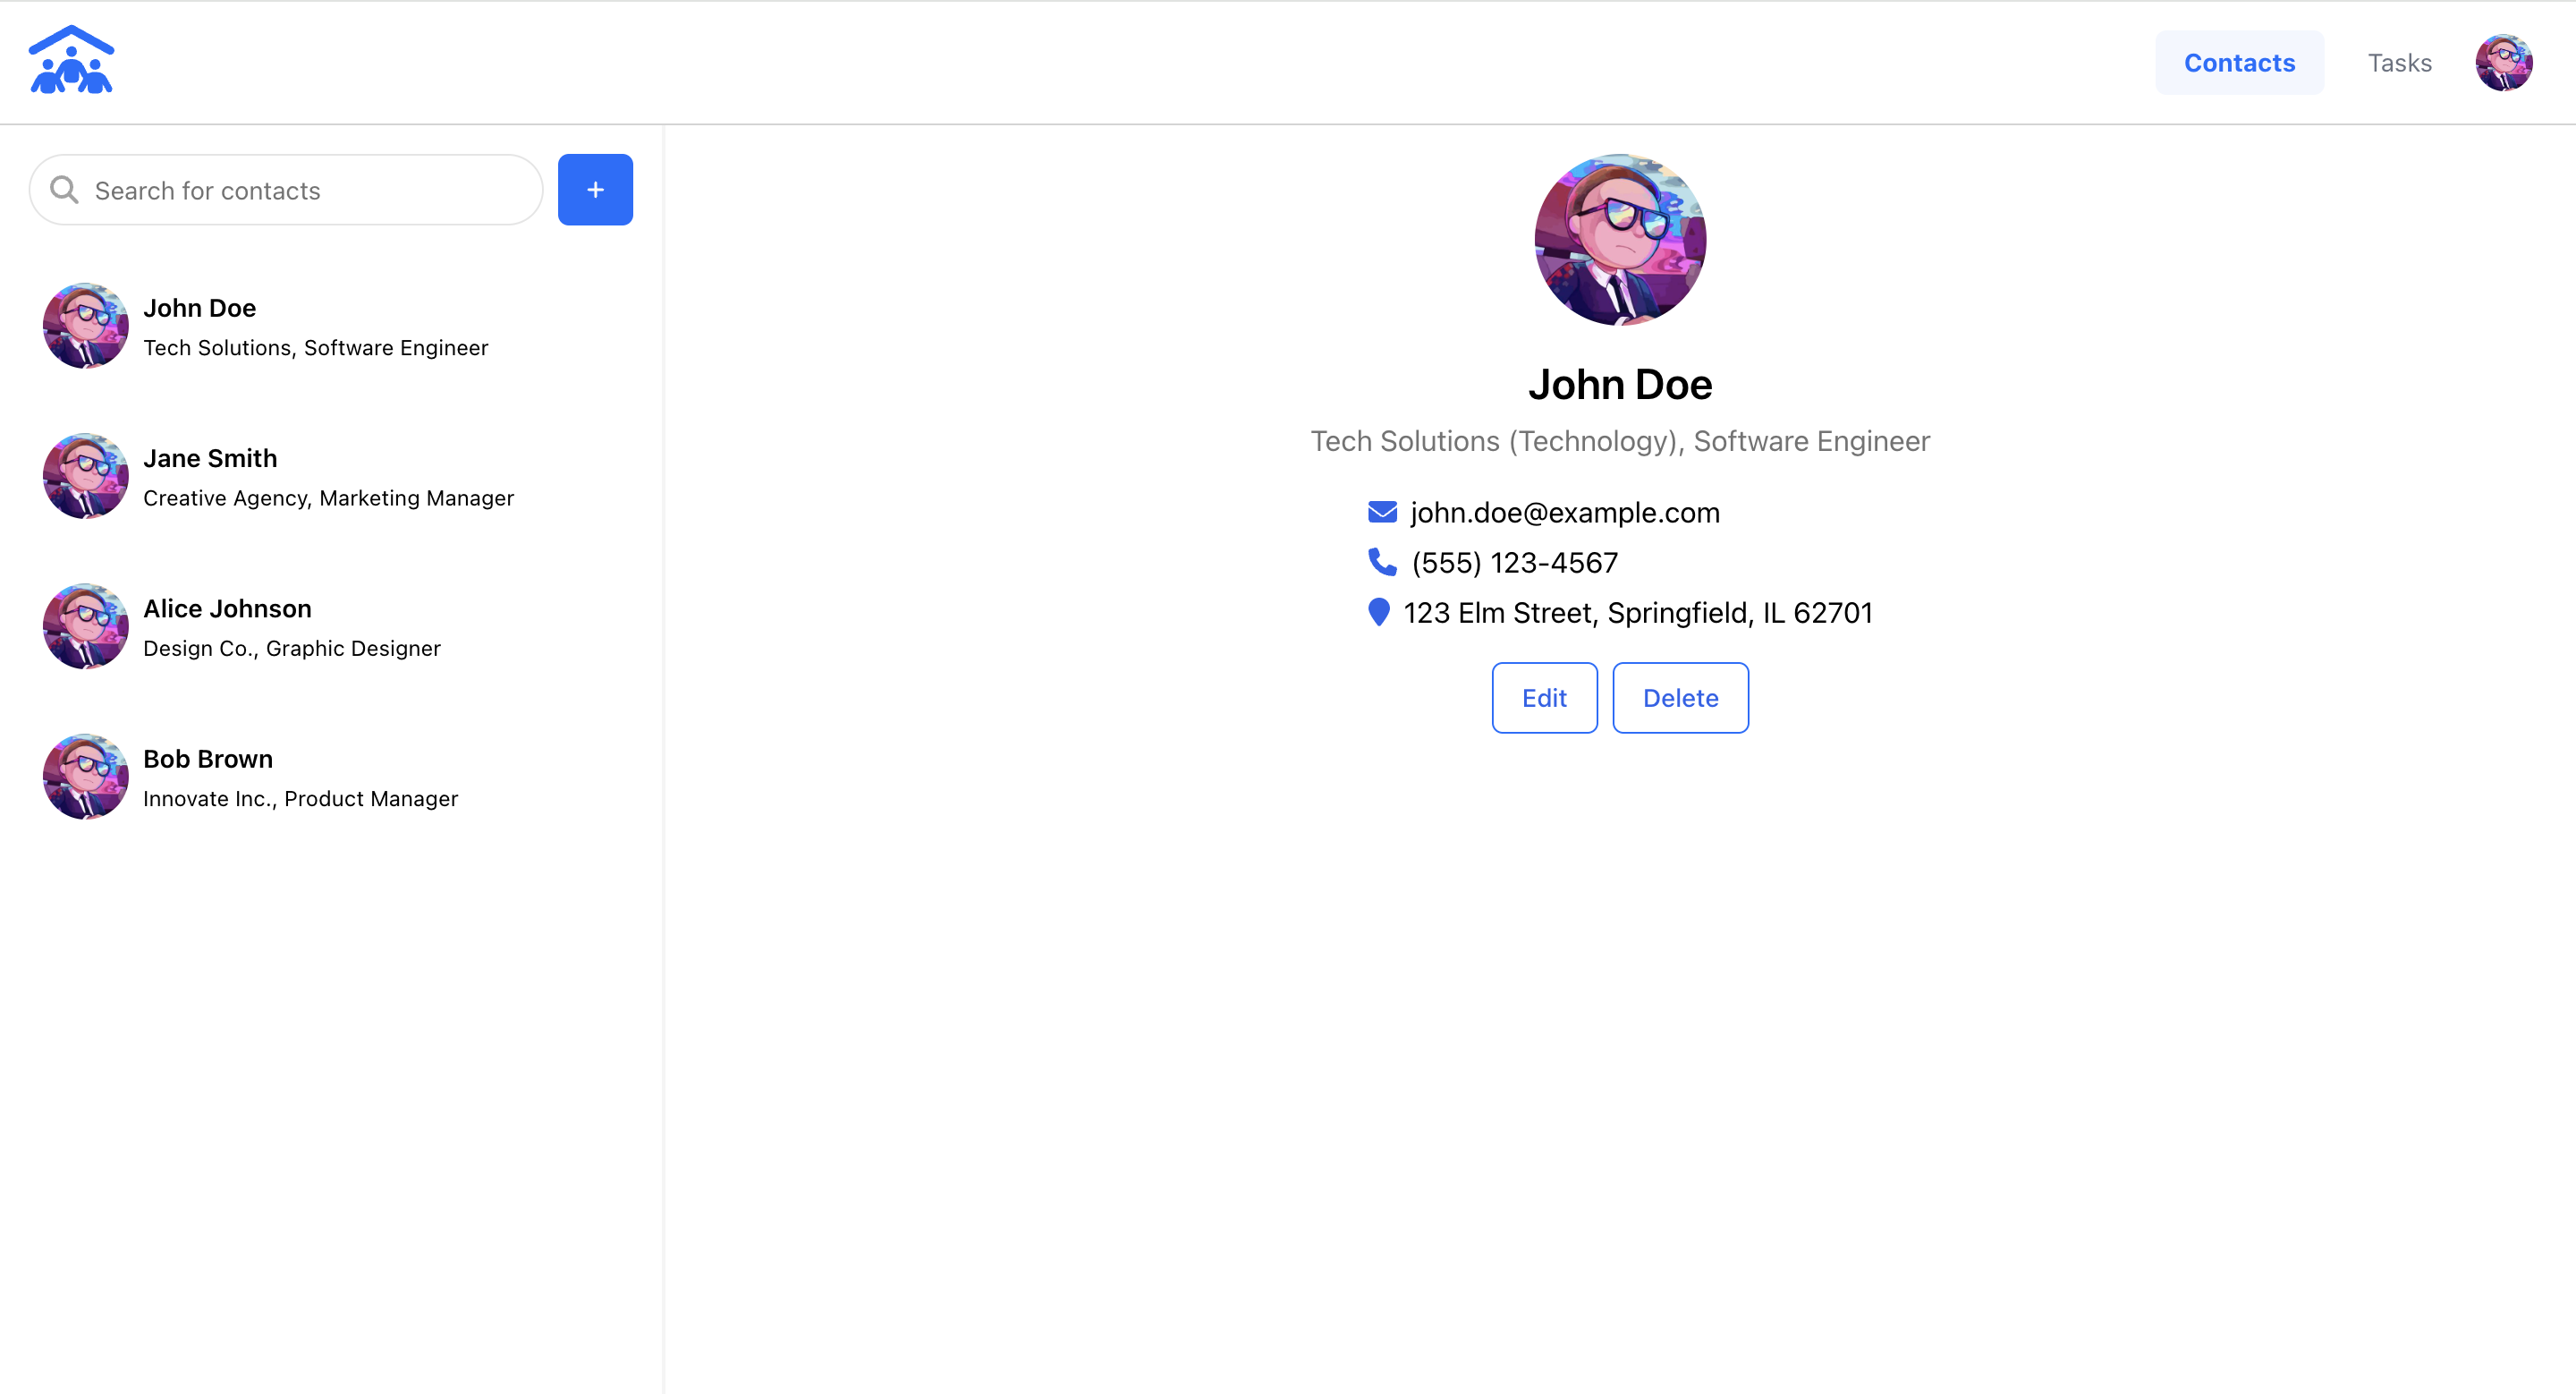 Contacts
Tasks
Search for contacts
+
John Doe
Tech Solutions, Software Engineer
Jane Smith
Creative Agency, Marketing Manager
Alice Johnson
Design Co., Graphic Designer
Bob Brown
Innovate Inc., Product Manager
John Doe
Tech Solutions (Technology), Software Engineer
john.doe@example.com
(555) 123-4567
123 Elm Street, Springfield, IL 62701
Edit
Delete